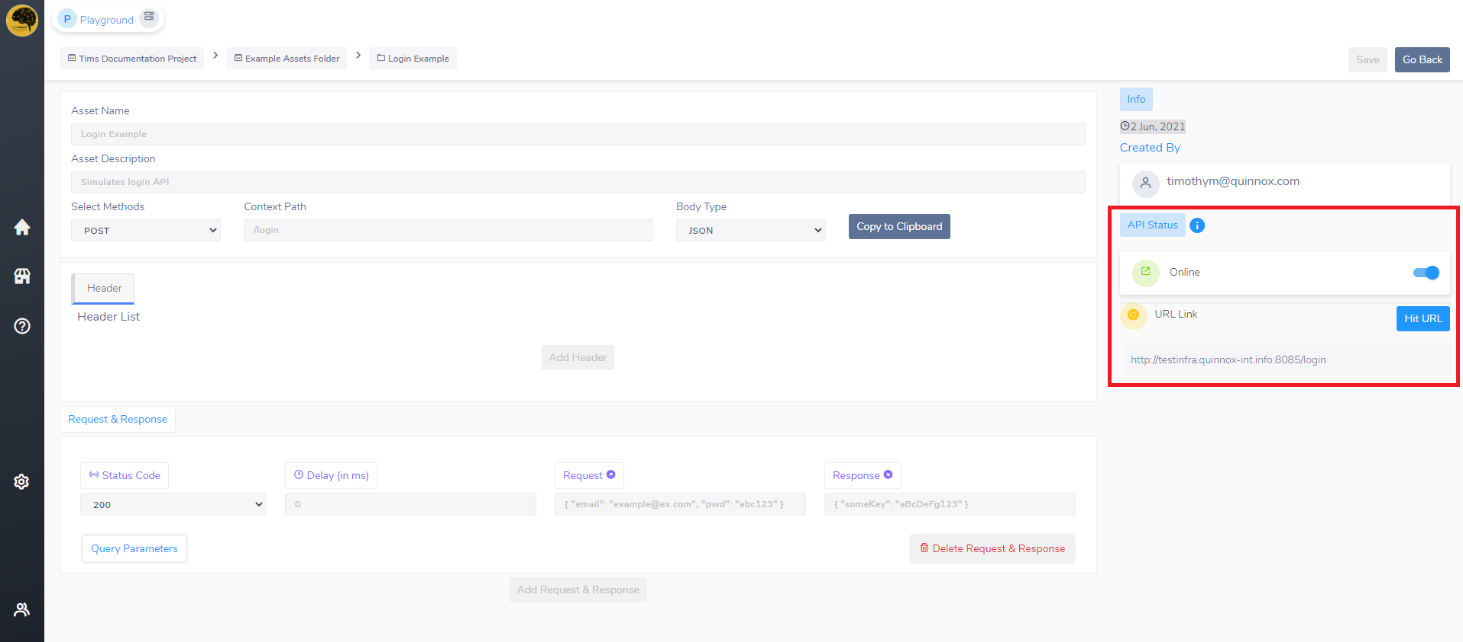 P Playground
Tims Documentation Project > Example Assets Folder > Login Example
Save
Go Back
Asset Name
Login Example
Asset Description
Simulates login API
Select Methods
Context Path
Body Type
POST
/login
JSON
Copy to Clipboard
Header
Header List
Add Header
Request & Response
Status Code
Delay (in ms)
Request
Response
200
0
{ "email": "example@ex.com", "pwd": "abc123" }
{ "someKey": "aBcDeFg123" }
Query Parameters
Delete Request & Response
Add Request & Response
Info
2 Jun, 2021
Created By
timothym@quinnox.com
API Status
Online
URL Link
Hit URL
http://testinfra.quinnox-int.info:8085/login